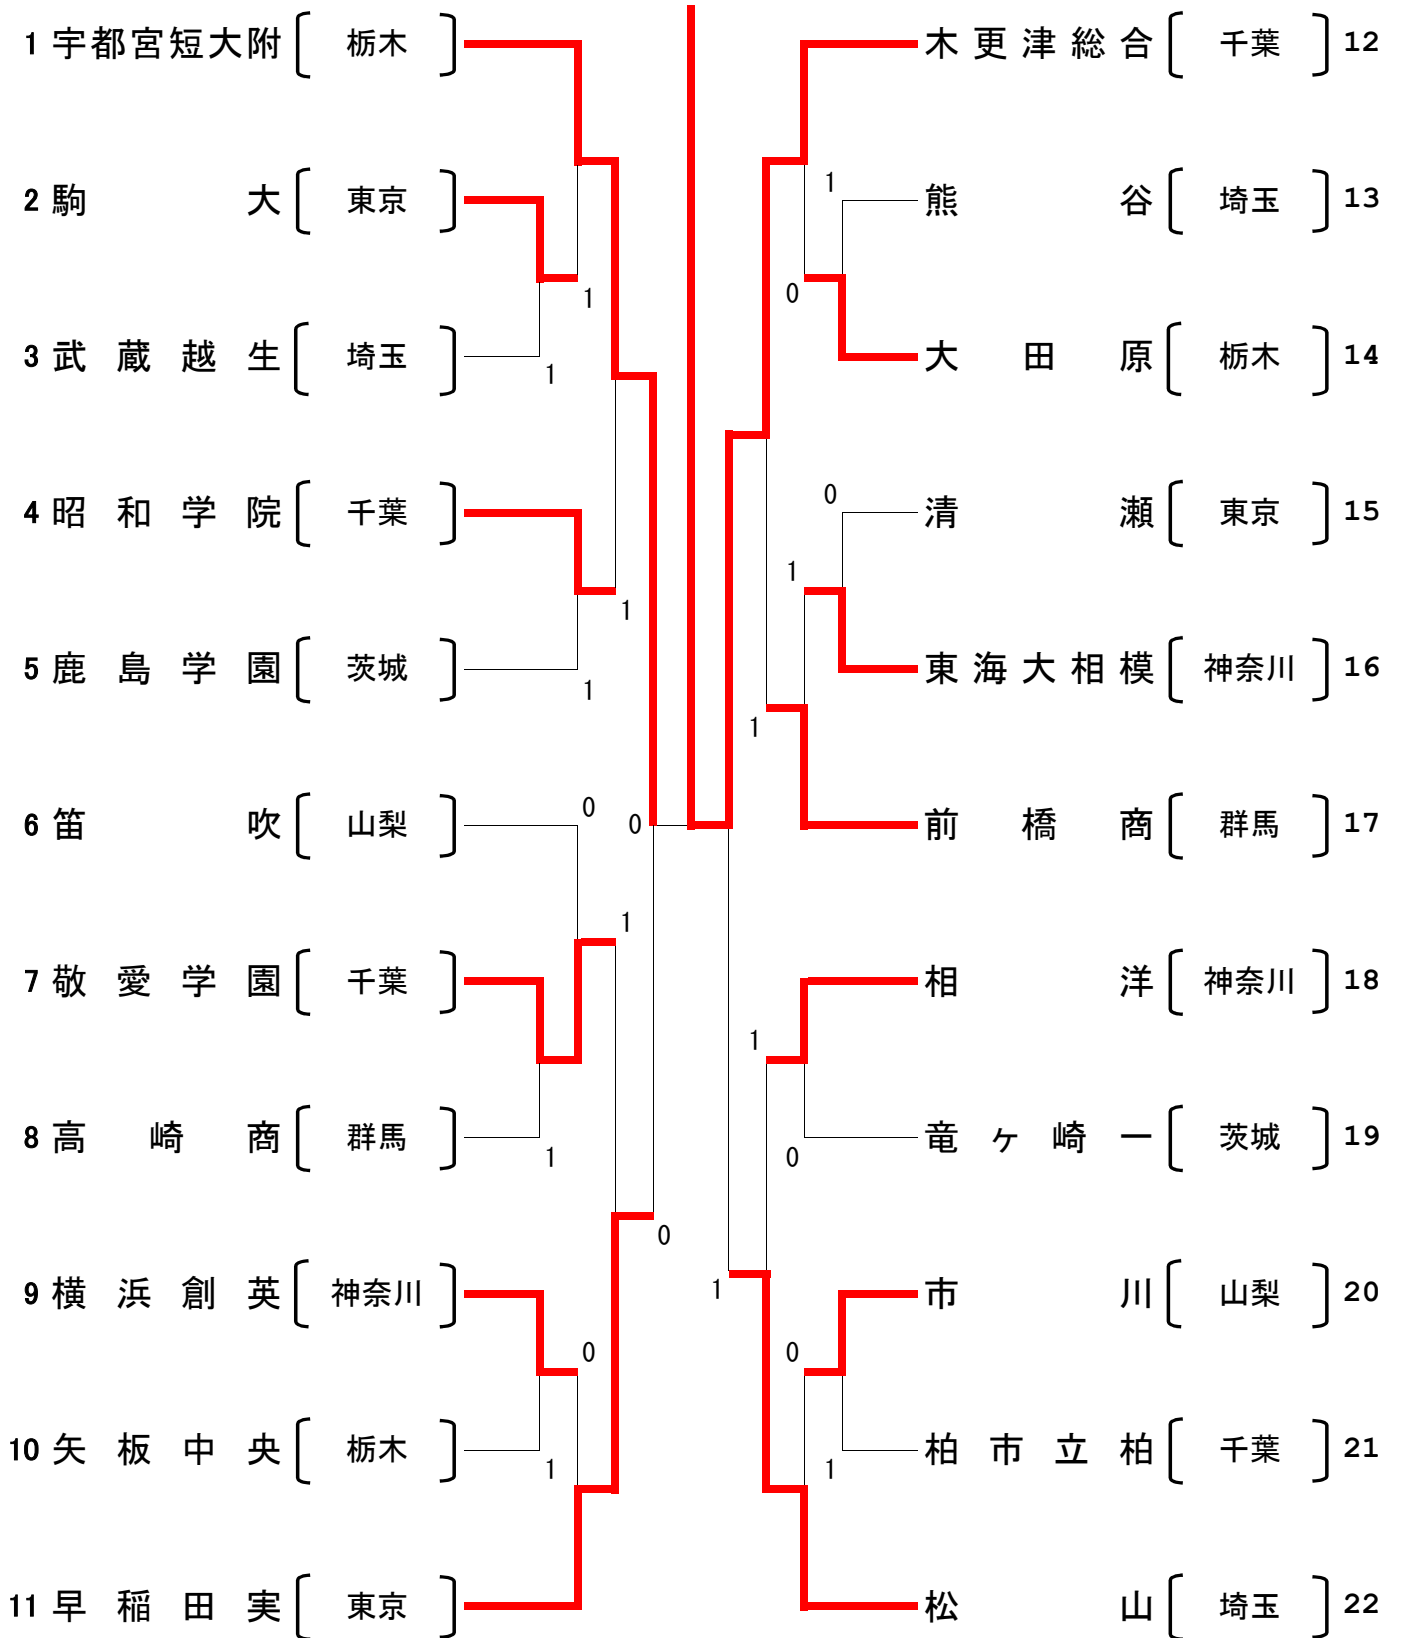 1 宇都宮短大附 栃木 木更津総合 千葉 12
2 駒大 東京 1 熊谷 埼玉 13
1 0
3 武蔵越生 埼玉 1 大田原 栃木 14
4 昭和学院 千葉 0 清瀬 東京 15
1 1
5 鹿島学園 茨城 1 東海大相模 神奈川 16
1
6 笛吹 山梨 0 0 前橋商 群馬 17
1
7 敬愛学園 千葉 相洋 神奈川 18
1
8 高崎商 群馬 1 0 竜ヶ崎一 茨城 19
0
9 横浜創英 神奈川 1 市川 山梨 20
0 0
10 矢板中央 栃木 1 1 柏市立柏 千葉 21
11 早稲田実 東京 松山 埼玉 22